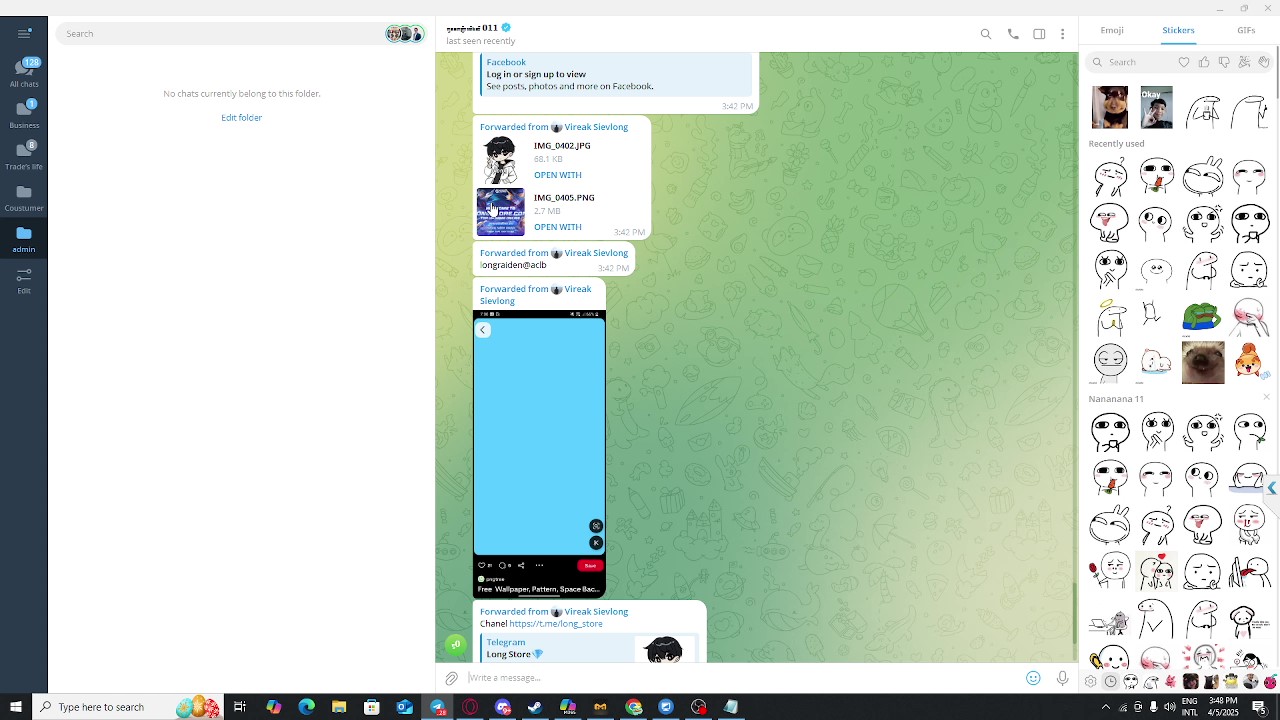 Search
128
All chats
1
Business
8
Trade's life
Coustumer
admin
Edit
No chats currently belong to this folder.
Edit folder
011
last seen recently
Facebook
Log in or sign up to view
See posts, photos and more on Facebook.
3:42 PM
Forwarded from Vireak Sievlong
IMG_0402.JPG
68.1 KB
OPEN WITH
IMG_0405.PNG
2.7 MB
OPEN WITH
3:42 PM
Forwarded from Vireak Sievlong
longraiden@aclb
3:42 PM
Forwarded from Vireak
Sievlong
Save
pngtree
Free Wallpaper, Pattern, Space Bac...
Forwarded from Vireak Sievlong
Chanel https://t.me/long_store
Telegram
Long Store
Write a message...
Emoji
Stickers
GIFs
Search
Okay
Recently used
Nananana 11
Type here to search
ENG
INTL
3:48 PM